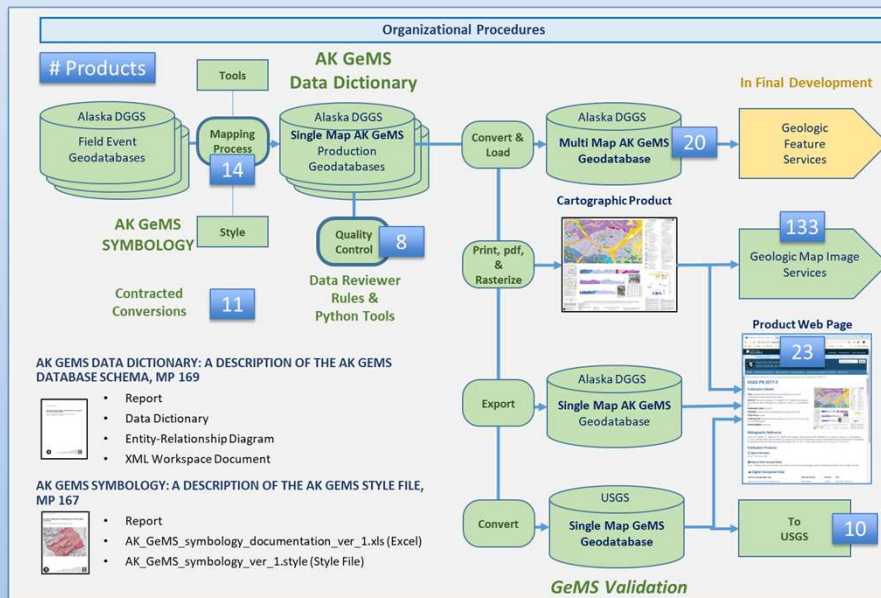 Organizational Procedures
# Products
Tools
AK GeMS
Data Dictionary
In Final Development
Alaska DGGS
Field Event
Geodatabases
Mapping
Process
14
Alaska DGGS
Single Map AK GeMS
Production
Geodatabases
Convert &
Load
Alaska DGGS
Multi Map AK GeMS
Geodatabase
20
Geologic
Feature
Services
AK GeMS
SYMBOLOGY
Style
Quality
Control
8
Print, pdf,
&
Rasterize
Cartographic Product
133
Geologic Map Image
Services
Contracted
Conversions
11
Data Reviewer
Rules &
Python Tools
Product Web Page
23
AK GEMS DATA DICTIONARY: A DESCRIPTION OF THE AK GEMS
DATABASE SCHEMA, MP 169
• Report
• Data Dictionary
• Entity-Relationship Diagram
• XML Workspace Document
Export
Alaska DGGS
Single Map AK GeMS
Geodatabase
AK GEMS SYMBOLOGY: A DESCRIPTION OF THE AK GEMS STYLE FILE,
MP 167
• Report
• AK_GeMS_symbology_documentation_ver_1.xls (Excel)
• AK_GeMS_symbology_ver_1.style (Style File)
Convert
USGS
Single Map GeMS
Geodatabase
To
USGS
10
GeMS Validation